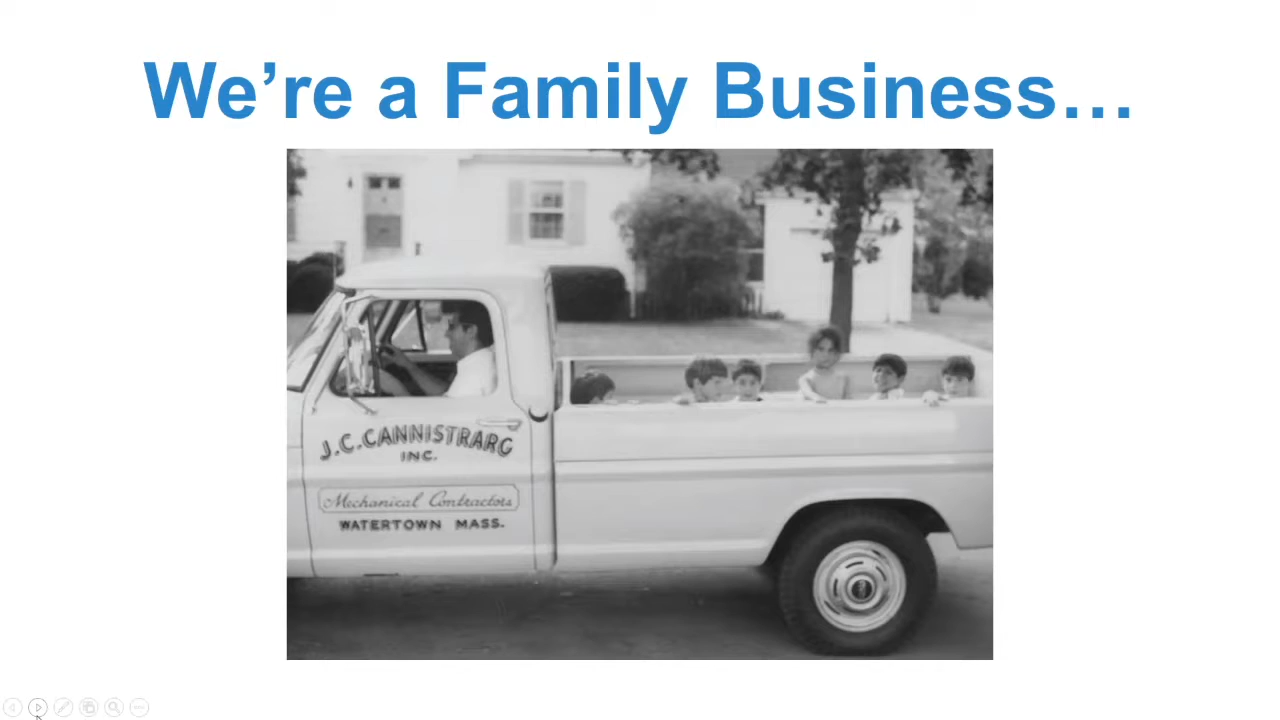 We’re a Family Business…
J.C.CANNISTRARO
INC.
Mechanical Contractors
WATERTOWN MASS.